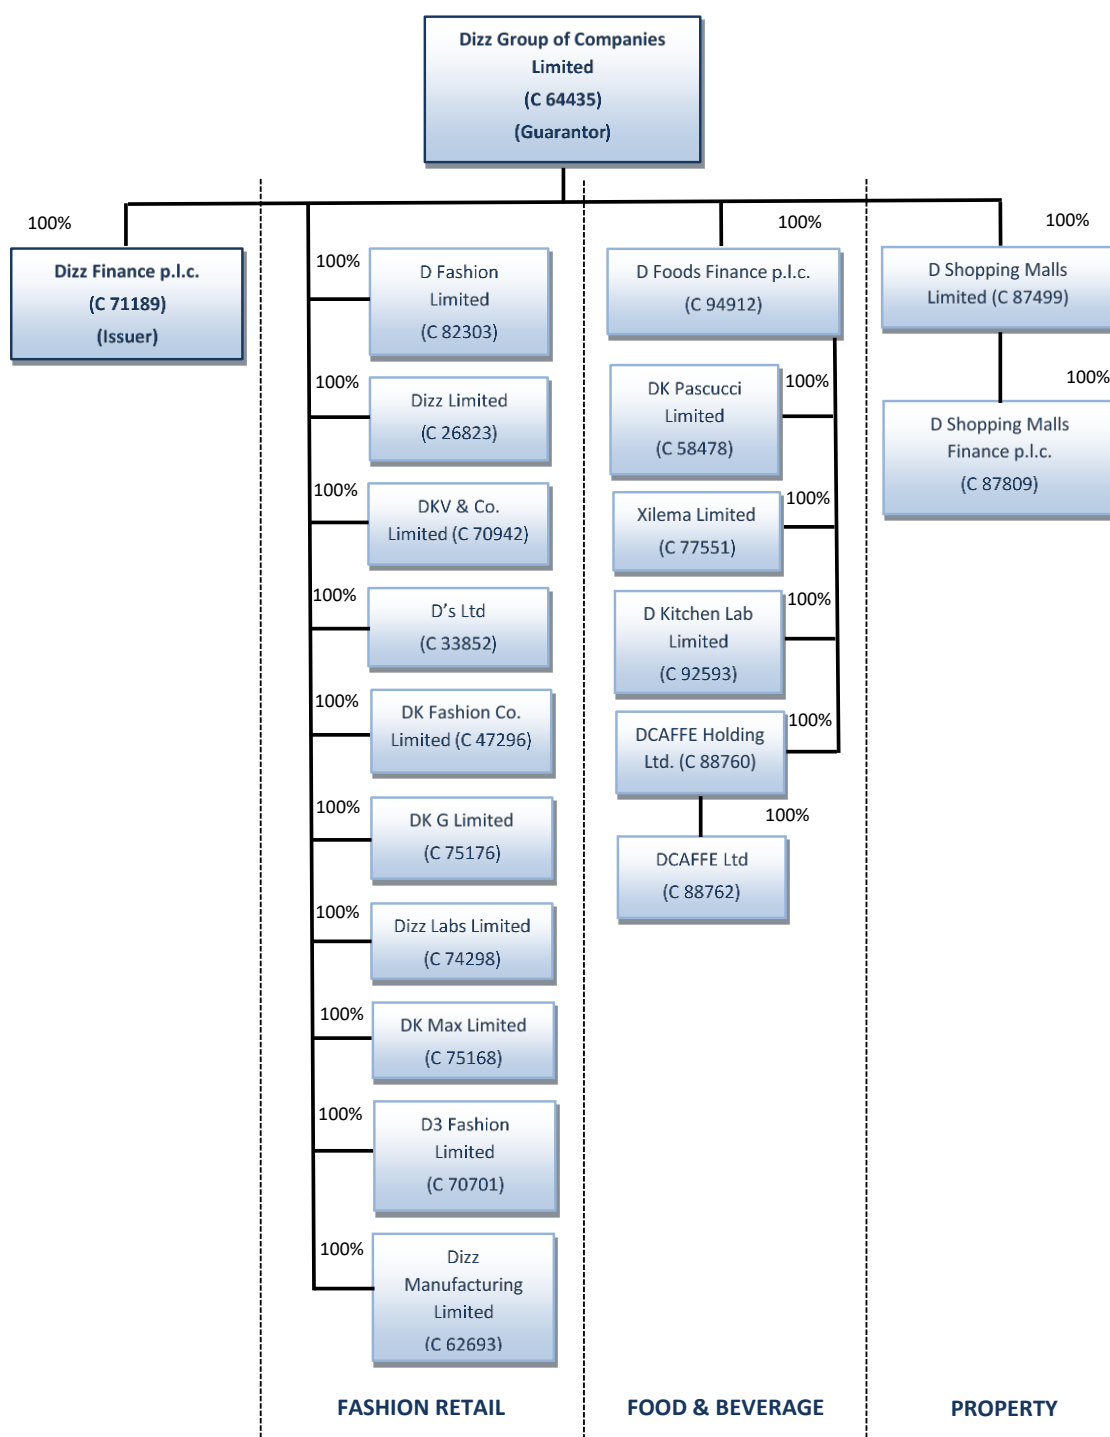 Dizz Group of Companies
Limited
(C 64435)
(Guarantor)
100%
Dizz Finance p.l.c.
(C 71189)
(Issuer)
100%
D Fashion
Limited
(C 82303)
100%
Dizz Limited
(C 26823)
100%
DKV & Co.
Limited (C 70942)
100%
D’s Ltd
(C 33852)
100%
DK Fashion Co.
Limited (C 47296)
100%
DK G Limited
(C 75176)
100%
Dizz Labs Limited
(C 74298)
100%
DK Max Limited
(C 75168)
100%
D3 Fashion
Limited
(C 70701)
100%
Dizz
Manufacturing
Limited
(C 62693)
FASHION RETAIL
100%
D Foods Finance p.l.c.
(C 94912)
100%
DK Pascucci
Limited
(C 58478)
100%
Xilema Limited
(C 77551)
100%
D Kitchen Lab
Limited
(C 92593)
100%
DCAFFE Holding
Ltd. (C 88760)
100%
DCAFFE Ltd
(C 88762)
FOOD & BEVERAGE
100%
D Shopping Malls
Limited (C 87499)
100%
D Shopping Malls
Finance p.l.c.
(C 87809)
PROPERTY